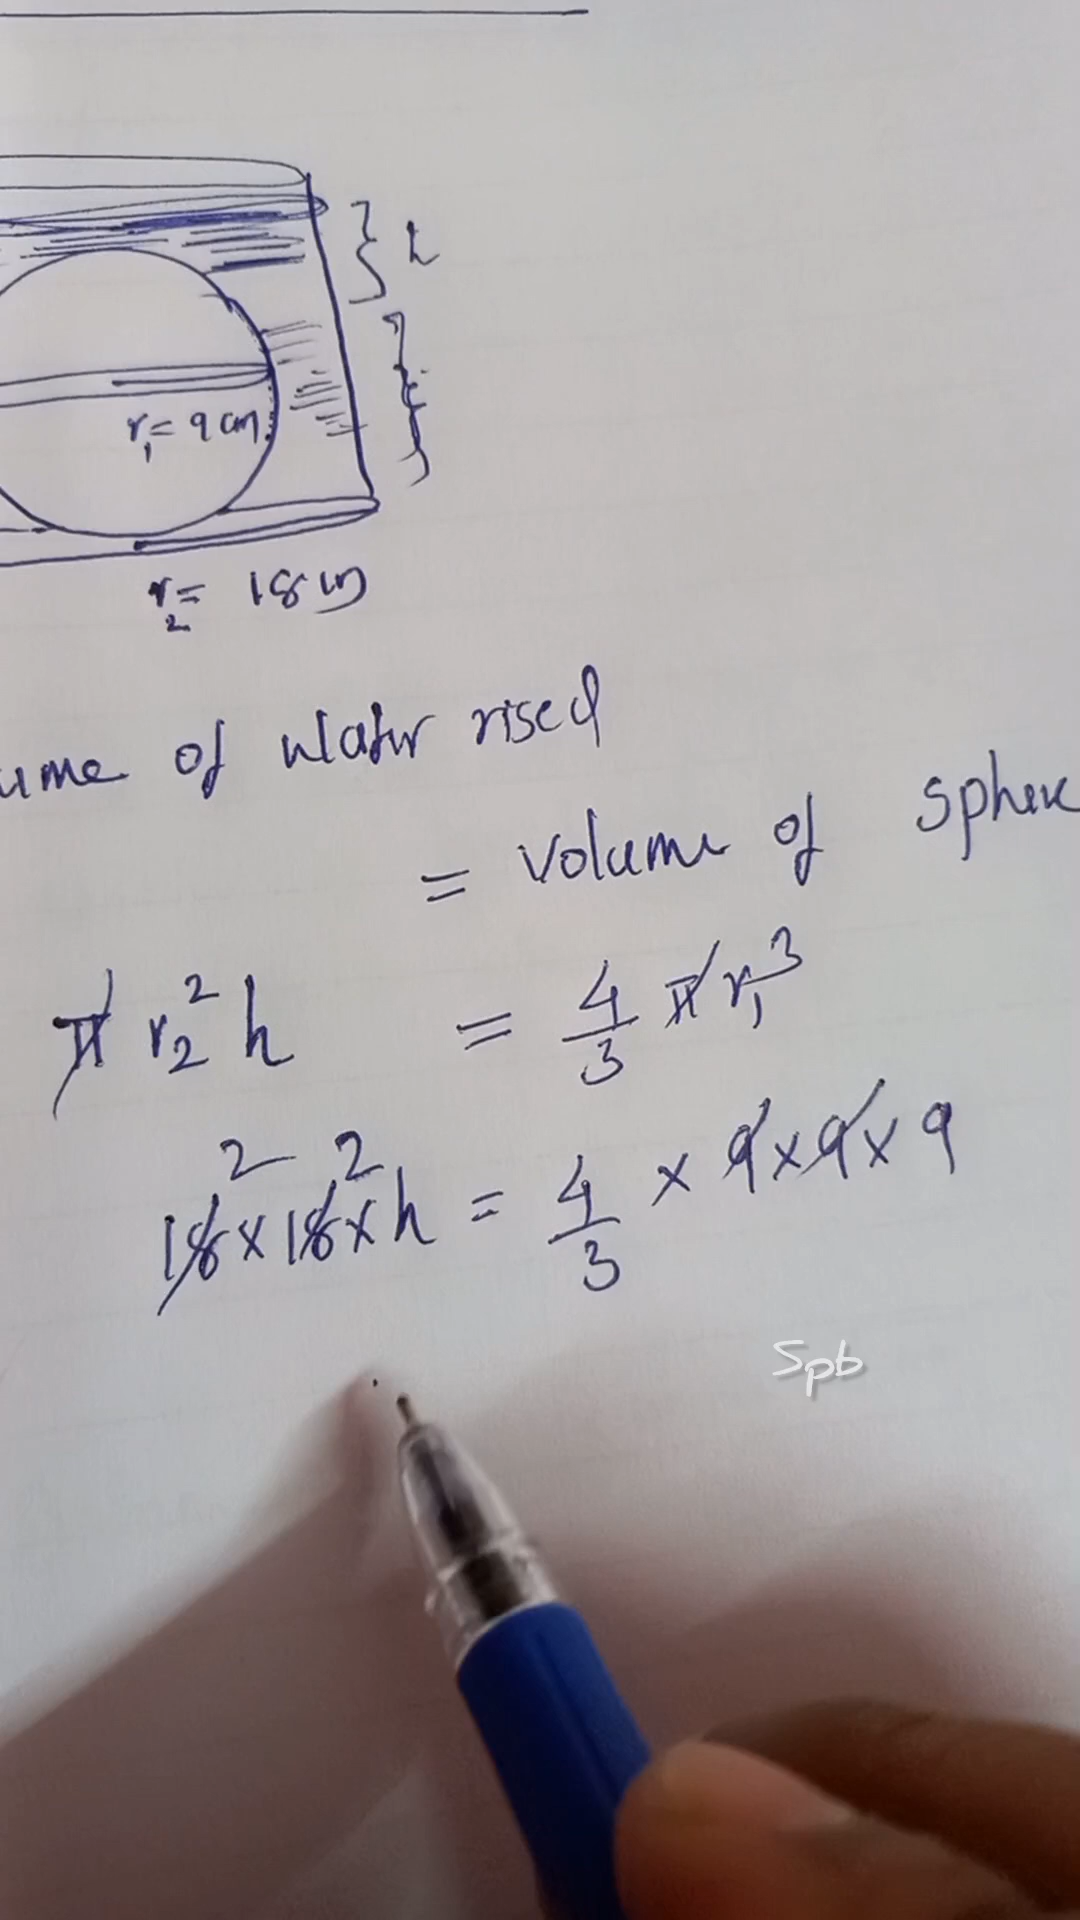 h
r₁ = 9 cm
r₂ = 18 cm
ume of water rised
= volume of sphere
π r₂² h = 4/3 π r₁³
2 2
18 × 18 × h = 4/3 × 9 × 9 × 9
Spb